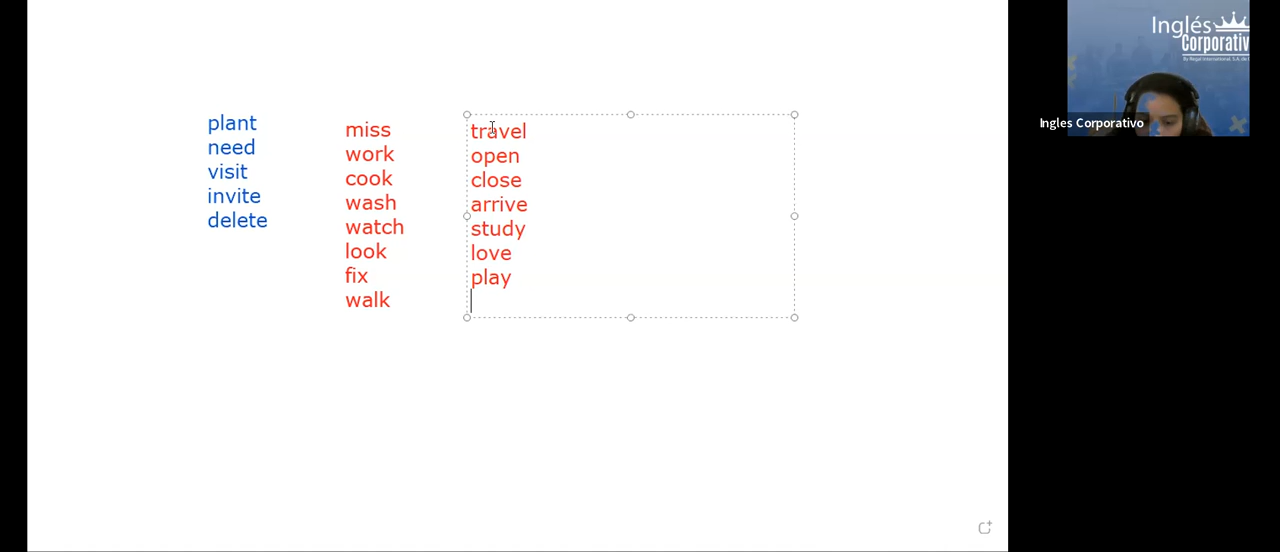 plant
need
visit
invite
delete
miss
work
cook
wash
watch
look
fix
walk
travel
open
close
arrive
study
love
play
Inglés
Corporativ
Ingles Corporativo